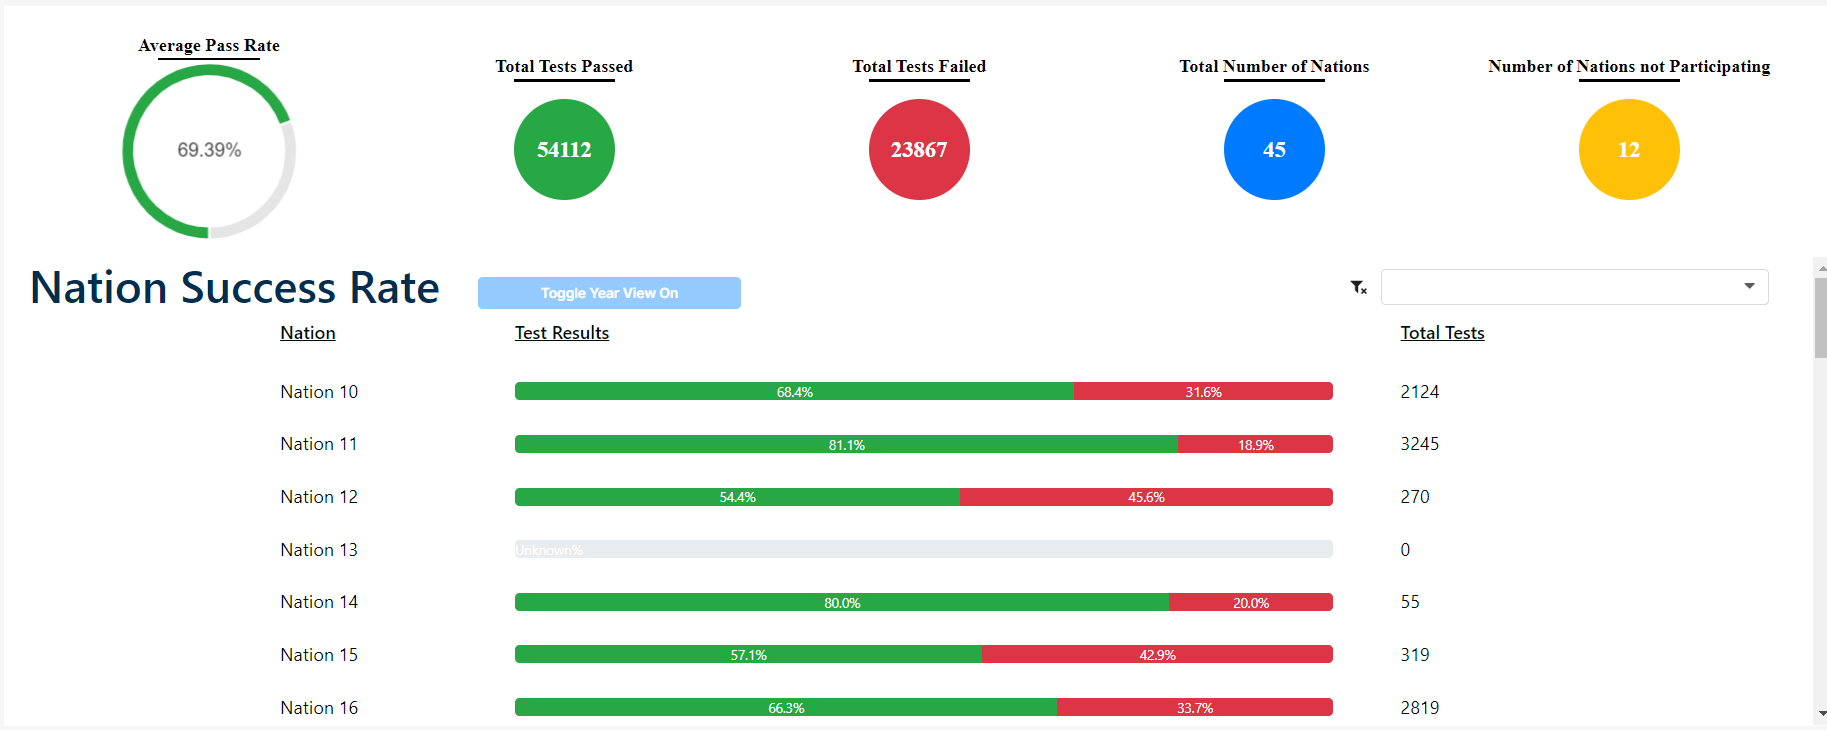 Average Pass Rate
69.39%
Total Tests Passed
54112
Total Tests Failed
23867
Total Number of Nations
45
Number of Nations not Participating
12
Nation Success Rate
Toggle Year View On
Nation Test Results Total Tests
Nation 10 68.4% 31.6% 2124
Nation 11 81.1% 18.9% 3245
Nation 12 54.4% 45.6% 270
Nation 13 Unknown% 0
Nation 14 80.0% 20.0% 55
Nation 15 57.1% 42.9% 319
Nation 16 66.3% 33.7% 2819